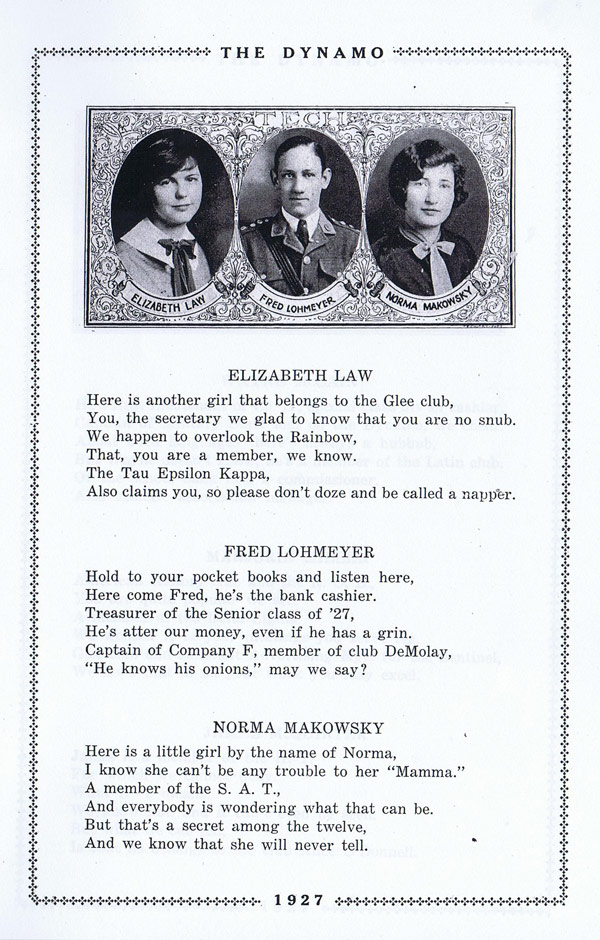 THE DYNAMO
TECH
ELIZABETH LAW
FRED LOHMEYER
NORMA MAKOWSKY
ELIZABETH LAW
Here is another girl that belongs to the Glee club,
You, the secretary we glad to know that you are no snub.
We happen to overlook the Rainbow,
That, you are a member, we know.
The Tau Epsilon Kappa,
Also claims you, so please don't doze and be called a napper.
FRED LOHMEYER
Hold to your pocket books and listen here,
Here come Fred, he's the bank cashier.
Treasurer of the Senior class of '27,
He's atter our money, even if he has a grin.
Captain of Company F, member of club DeMolay,
"He knows his onions," may we say?
NORMA MAKOWSKY
Here is a little girl by the name of Norma,
I know she can't be any trouble to her "Mamma."
A member of the S. A. T.,
And everybody is wondering what that can be.
But that's a secret among the twelve,
And we know that she will never tell.
1927